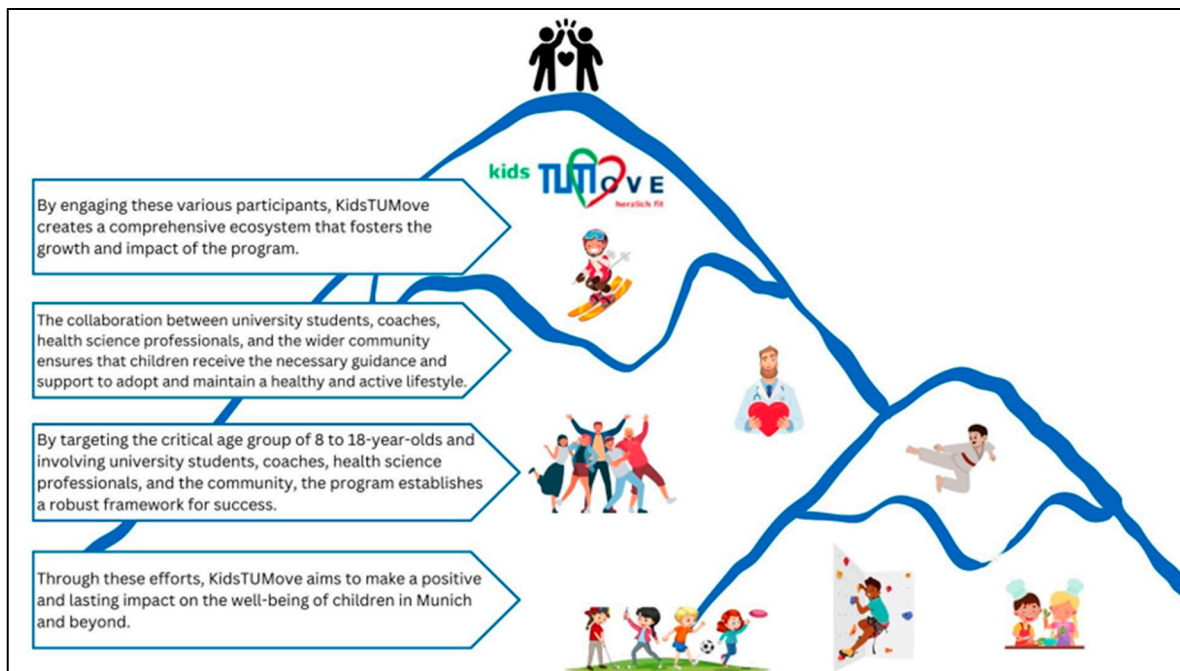 kids TUMOVE
herzlich fit
By engaging these various participants, KidsTUMove
creates a comprehensive ecosystem that fosters the
growth and impact of the program.
The collaboration between university students, coaches,
health science professionals, and the wider community
ensures that children receive the necessary guidance and
support to adopt and maintain a healthy and active lifestyle.
By targeting the critical age group of 8 to 18-year-olds and
involving university students, coaches, health science
professionals, and the community, the program establishes
a robust framework for success.
Through these efforts, KidsTUMove aims to make a positive
and lasting impact on the well-being of children in Munich
and beyond.